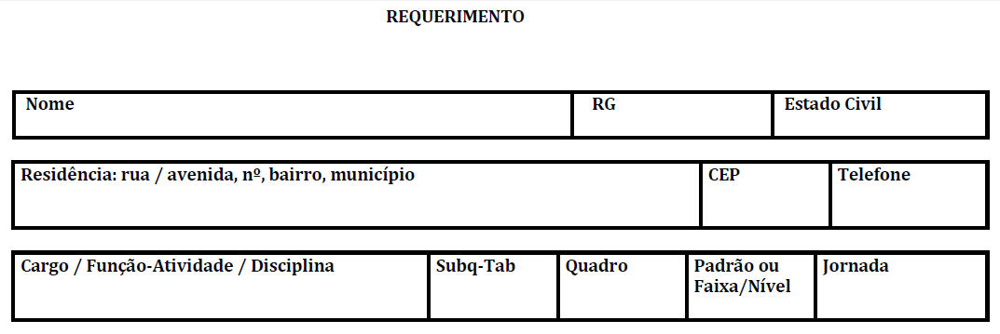 REQUERIMENTO
Nome RG Estado Civil
Residência: rua / avenida, nº, bairro, município CEP Telefone
Cargo / Função-Atividade / Disciplina Subq-Tab Quadro Padrão ou Faixa/Nível Jornada